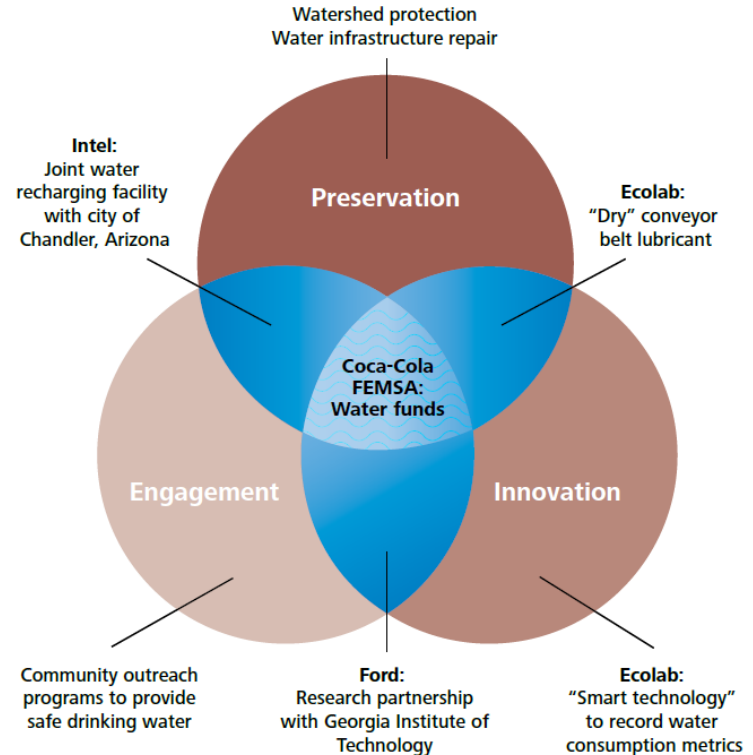 Watershed protection
Water infrastructure repair
Intel:
Joint water
recharging facility
with city of
Chandler, Arizona
Preservation
Ecolab:
“Dry” conveyor
belt lubricant
Coca-Cola
FEMSA:
Water funds
Engagement
Innovation
Community outreach
programs to provide
safe drinking water
Ford:
Research partnership
with Georgia Institute of
Technology
Ecolab:
“Smart technology”
to record water
consumption metrics